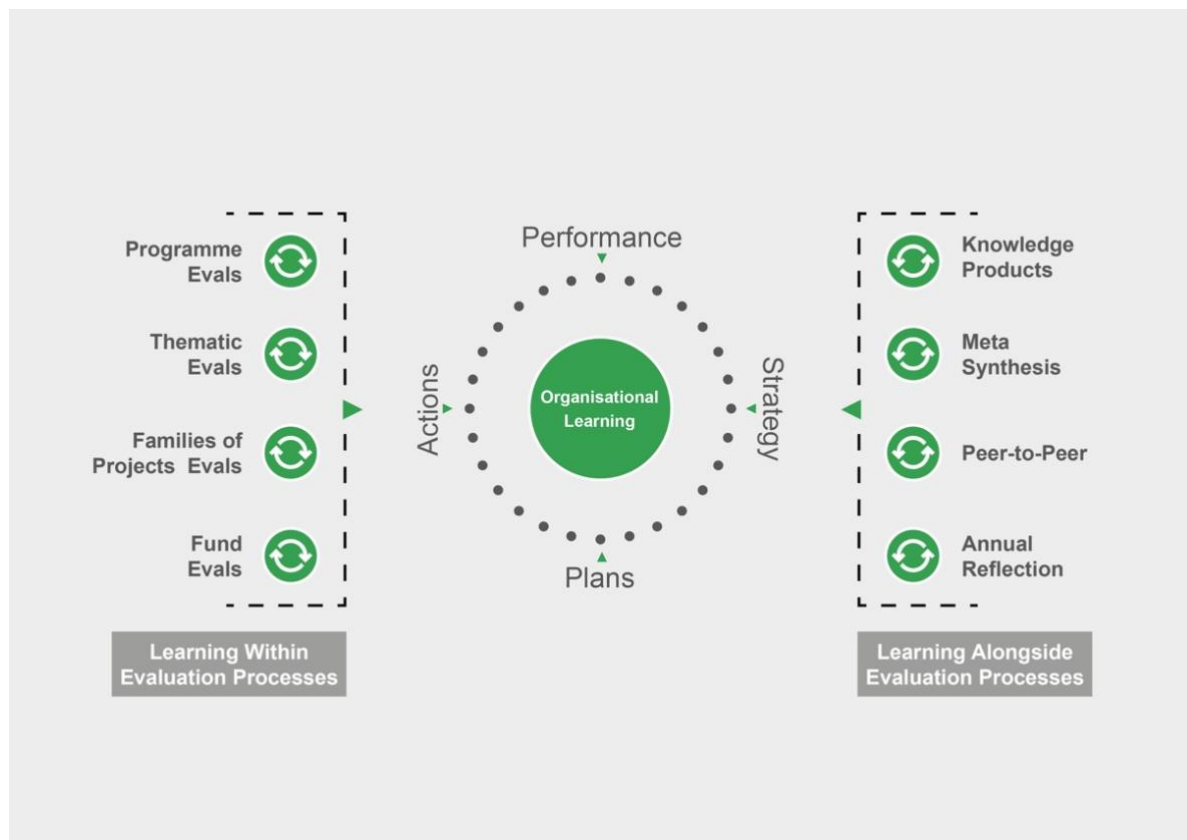 Programme
Evals
Thematic
Evals
Families of
Projects Evals
Fund
Evals
Learning Within
Evaluation Processes
Performance
Actions
Organisational
Learning
Strategy
Plans
Knowledge
Products
Meta
Synthesis
Peer-to-Peer
Annual
Reflection
Learning Alongside
Evaluation Processes